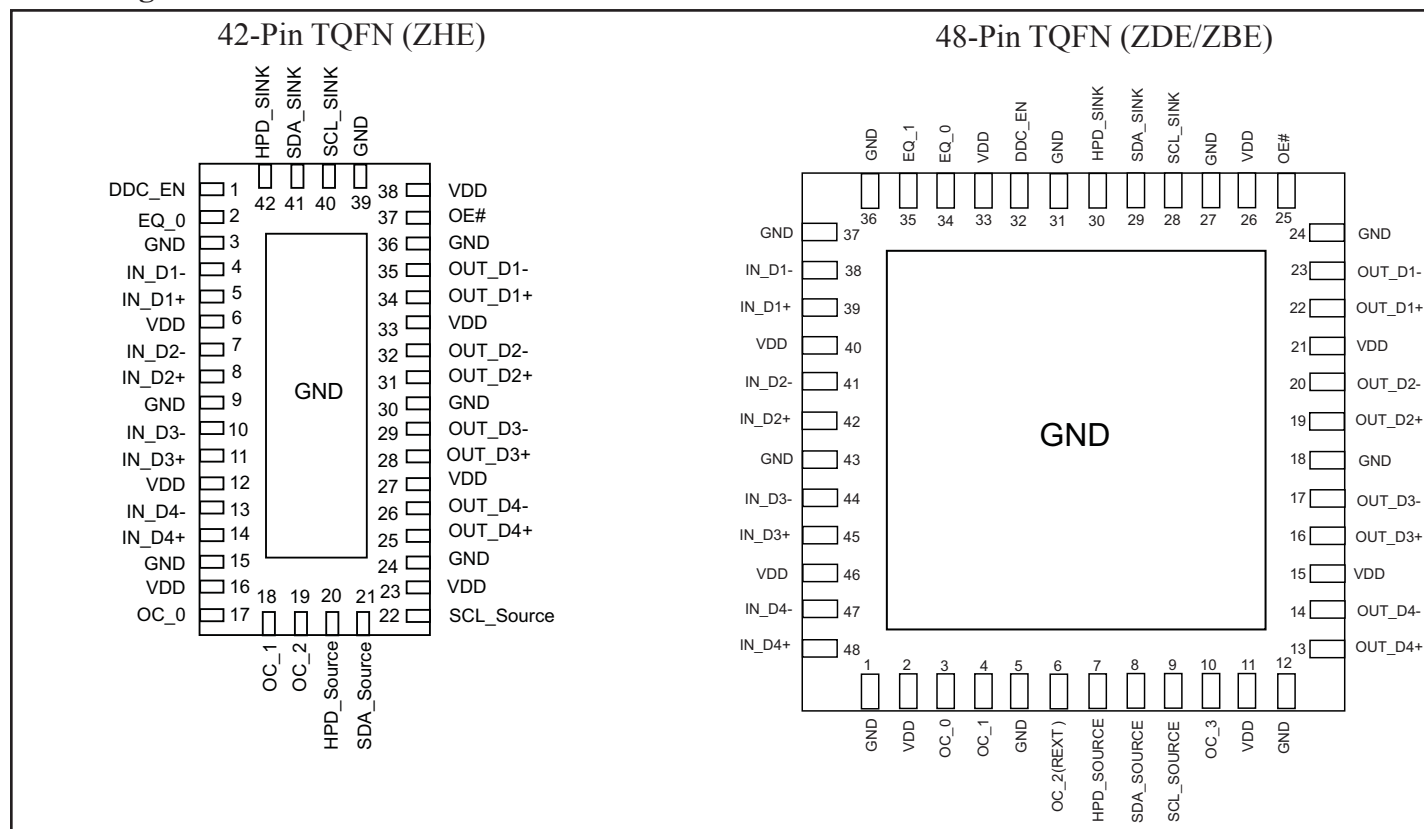 42-Pin TQFN (ZHE)
HPD_SINK
SDA_SINK
SCL_SINK
GND
42
41
40
39
DDC_EN 1
EQ_0 2
GND 3
IN_D1- 4
IN_D1+ 5
VDD 6
IN_D2- 7
IN_D2+ 8
GND 9
IN_D3- 10
IN_D3+ 11
VDD 12
IN_D4- 13
IN_D4+ 14
GND 15
VDD 16
OC_0 17
GND
38 VDD
37 OE#
36 GND
35 OUT_D1-
34 OUT_D1+
33 VDD
32 OUT_D2-
31 OUT_D2+
30 GND
29 OUT_D3-
28 OUT_D3+
27 VDD
26 OUT_D4-
25 OUT_D4+
24 GND
23 VDD
22 SCL_Source
18
19
20
21
OC_1
OC_2
HPD_Source
SDA_Source
48-Pin TQFN (ZDE/ZBE)
GND
EQ_1
EQ_0
VDD
DDC_EN
GND
HPD_SINK
SDA_SINK
SCL_SINK
GND
VDD
OE#
36
35
34
33
32
31
30
29
28
27
26
25
GND 37
IN_D1- 38
IN_D1+ 39
VDD 40
IN_D2- 41
IN_D2+ 42
GND 43
IN_D3- 44
IN_D3+ 45
VDD 46
IN_D4- 47
IN_D4+ 48
GND
24 GND
23 OUT_D1-
22 OUT_D1+
21 VDD
20 OUT_D2-
19 OUT_D2+
18 GND
17 OUT_D3-
16 OUT_D3+
15 VDD
14 OUT_D4-
13 OUT_D4+
1
2
3
4
5
6
7
8
9
10
11
12
GND
VDD
OC_0
OC_1
GND
OC_2(REXT )
HPD_SOURCE
SDA_SOURCE
SCL_SOURCE
OC_3
VDD
GND